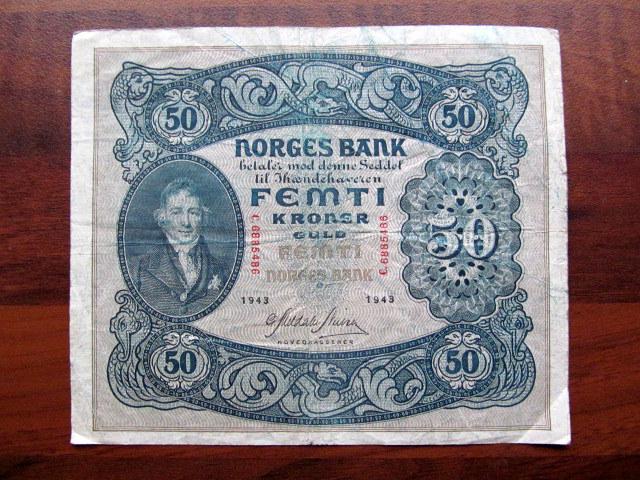 50 50
NORGES BANK
betaler mod denne Seddel
til Ihændehaveren
FEMTI
KRONER
GULD
FEMTI
NORGES BANK
C.6885486
C.6885486
50
1943 1943
HOVEDKASSERER
50 50